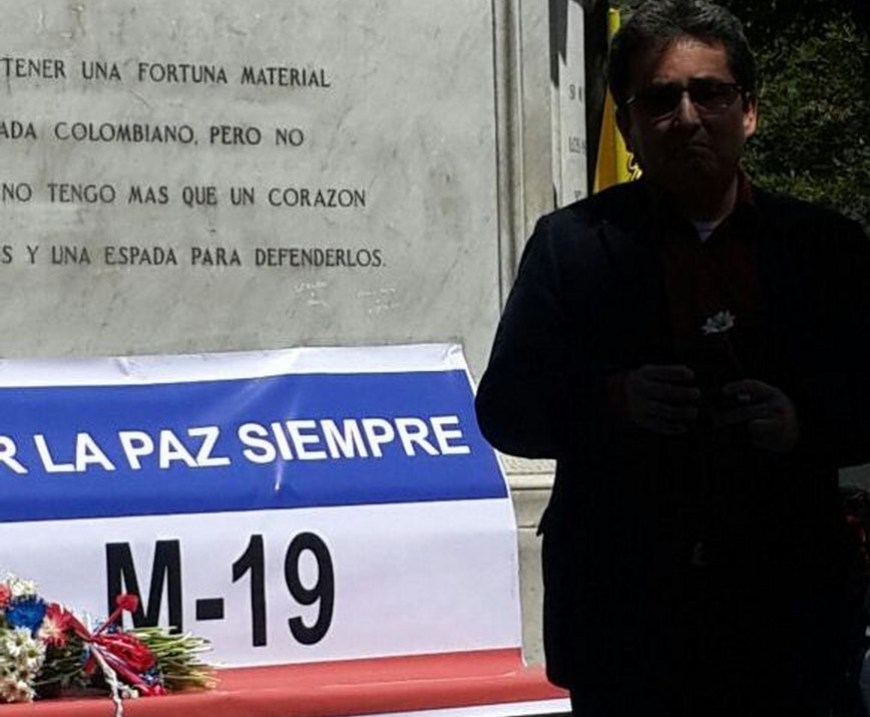 TENER UNA FORTUNA MATERIAL
ADA COLOMBIANO, PERO NO
NO TENGO MAS QUE UN CORAZON
S Y UNA ESPADA PARA DEFENDERLOS.
R LA PAZ SIEMPRE
M-19